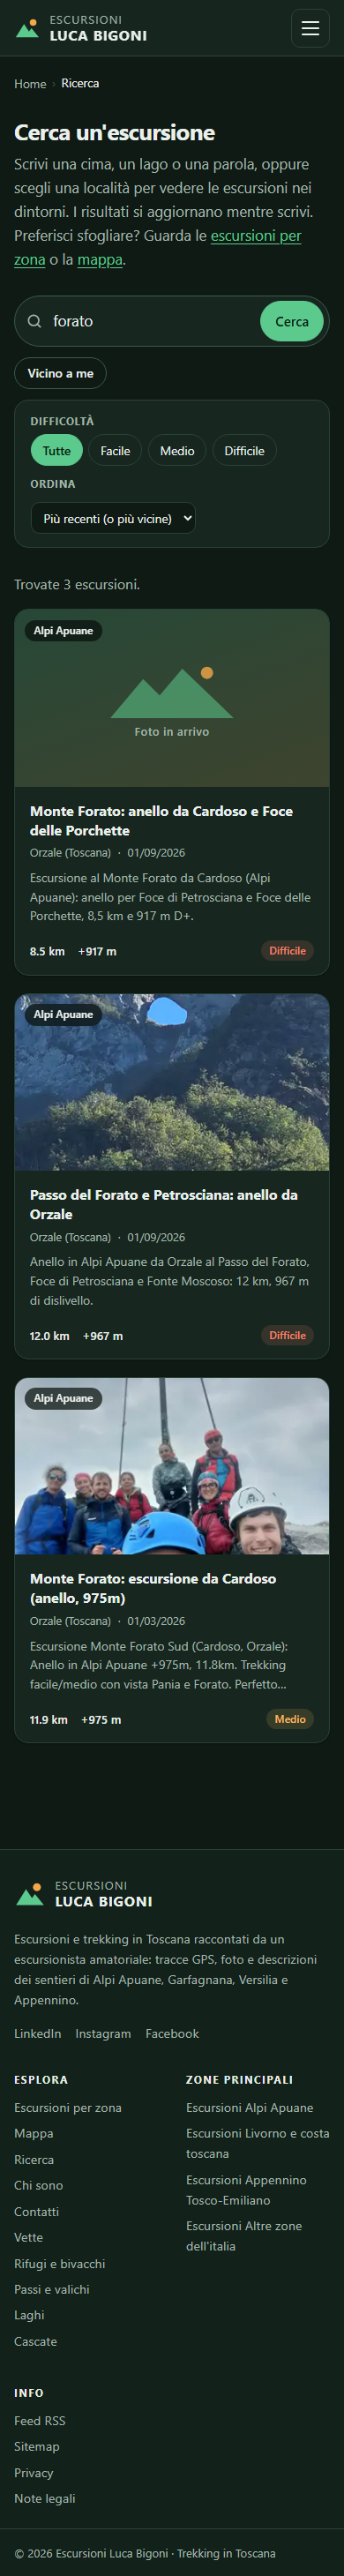 ESCURSIONI
LUCA BIGONI
Home › Ricerca
Cerca un'escursione
Scrivi una cima, un lago o una parola, oppure
scegli una località per vedere le escursioni nei
dintorni. I risultati si aggiornano mentre scrivi.
Preferisci sfogliare? Guarda le escursioni per
zona o la mappa.
forato
Cerca
Vicino a me
DIFFICOLTÀ
Tutte Facile Medio Difficile
ORDINA
Più recenti (o più vicine)
Trovate 3 escursioni.
Alpi Apuane
Foto in arrivo
Monte Forato: anello da Cardoso e Foce
delle Porchette
Orzale (Toscana) · 01/09/2026
Escursione al Monte Forato da Cardoso (Alpi
Apuane): anello per Foce di Petrosciana e Foce delle
Porchette, 8,5 km e 917 m D+.
8.5 km +917 m Difficile
Alpi Apuane
Passo del Forato e Petrosciana: anello da
Orzale
Orzale (Toscana) · 01/09/2026
Anello in Alpi Apuane da Orzale al Passo del Forato,
Foce di Petrosciana e Fonte Moscoso: 12 km, 967 m
di dislivello.
12.0 km +967 m Difficile
Alpi Apuane
Monte Forato: escursione da Cardoso
(anello, 975m)
Orzale (Toscana) · 01/03/2026
Escursione Monte Forato Sud (Cardoso, Orzale):
Anello in Alpi Apuane +975m, 11.8km. Trekking
facile/medio con vista Pania e Forato. Perfetto...
11.9 km +975 m Medio
ESCURSIONI
LUCA BIGONI
Escursioni e trekking in Toscana raccontati da un
escursionista amatoriale: tracce GPS, foto e descrizioni
dei sentieri di Alpi Apuane, Garfagnana, Versilia e
Appennino.
LinkedIn Instagram Facebook
ESPLORA
Escursioni per zona
Mappa
Ricerca
Chi sono
Contatti
Vette
Rifugi e bivacchi
Passi e valichi
Laghi
Cascate
ZONE PRINCIPALI
Escursioni Alpi Apuane
Escursioni Livorno e costa
toscana
Escursioni Appennino
Tosco-Emiliano
Escursioni Altre zone
dell'italia
INFO
Feed RSS
Sitemap
Privacy
Note legali
© 2026 Escursioni Luca Bigoni · Trekking in Toscana